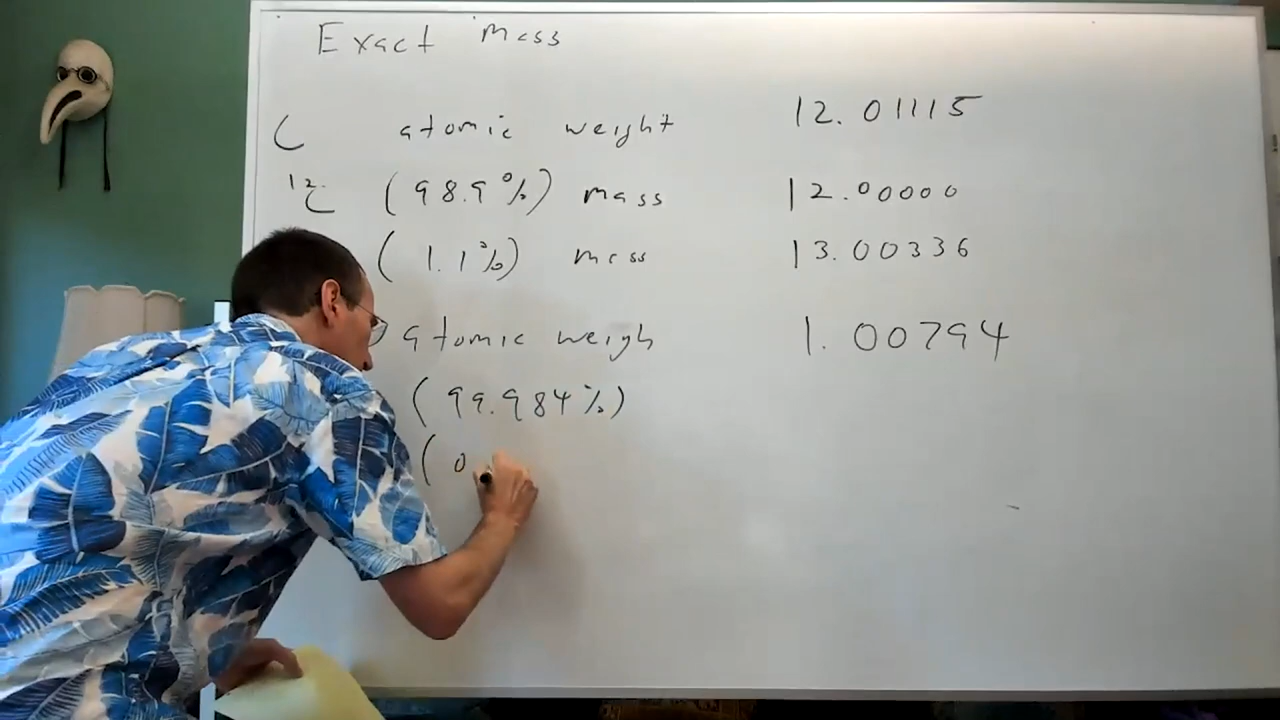 Exact mass
C atomic weight 12.01115
¹²C (98.9%) mass 12.00000
(1.1%) mass 13.00336
atomic weigh 1.00794
(99.984%)
(0